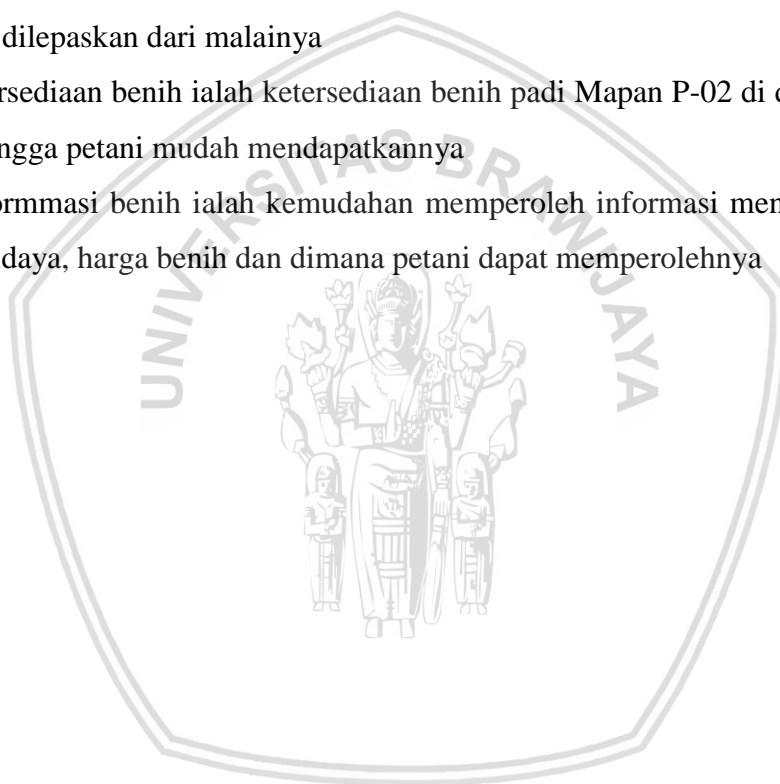 dilepaskan dari malainya
rsediaan benih ialah ketersediaan benih padi Mapan P-02 di
ngga petani mudah mendapatkannya
ormmasi benih ialah kemudahan memperoleh informasi men
daya, harga benih dan dimana petani dapat memperolehnya
UNIVERSITAS BRAWIJAYA